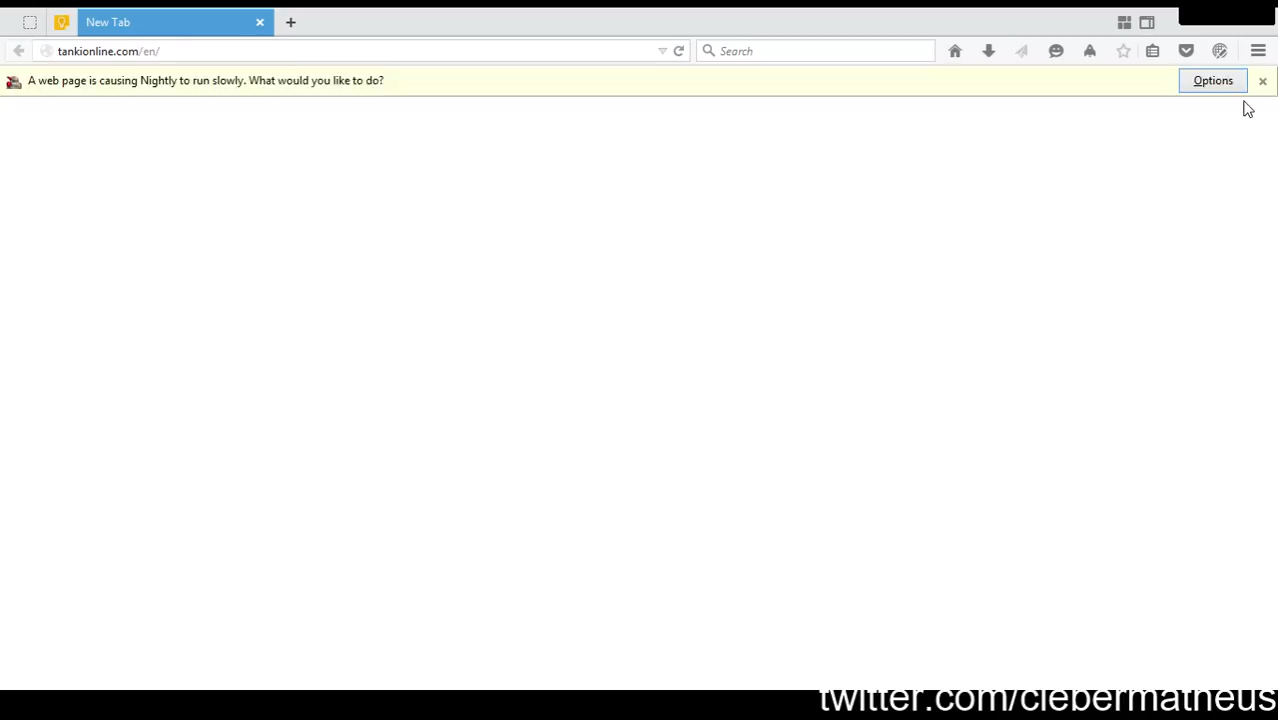 New Tab
tankionline.com/en/
Search
A web page is causing Nightly to run slowly. What would you like to do?
Options
twitter.com/clebermatheus